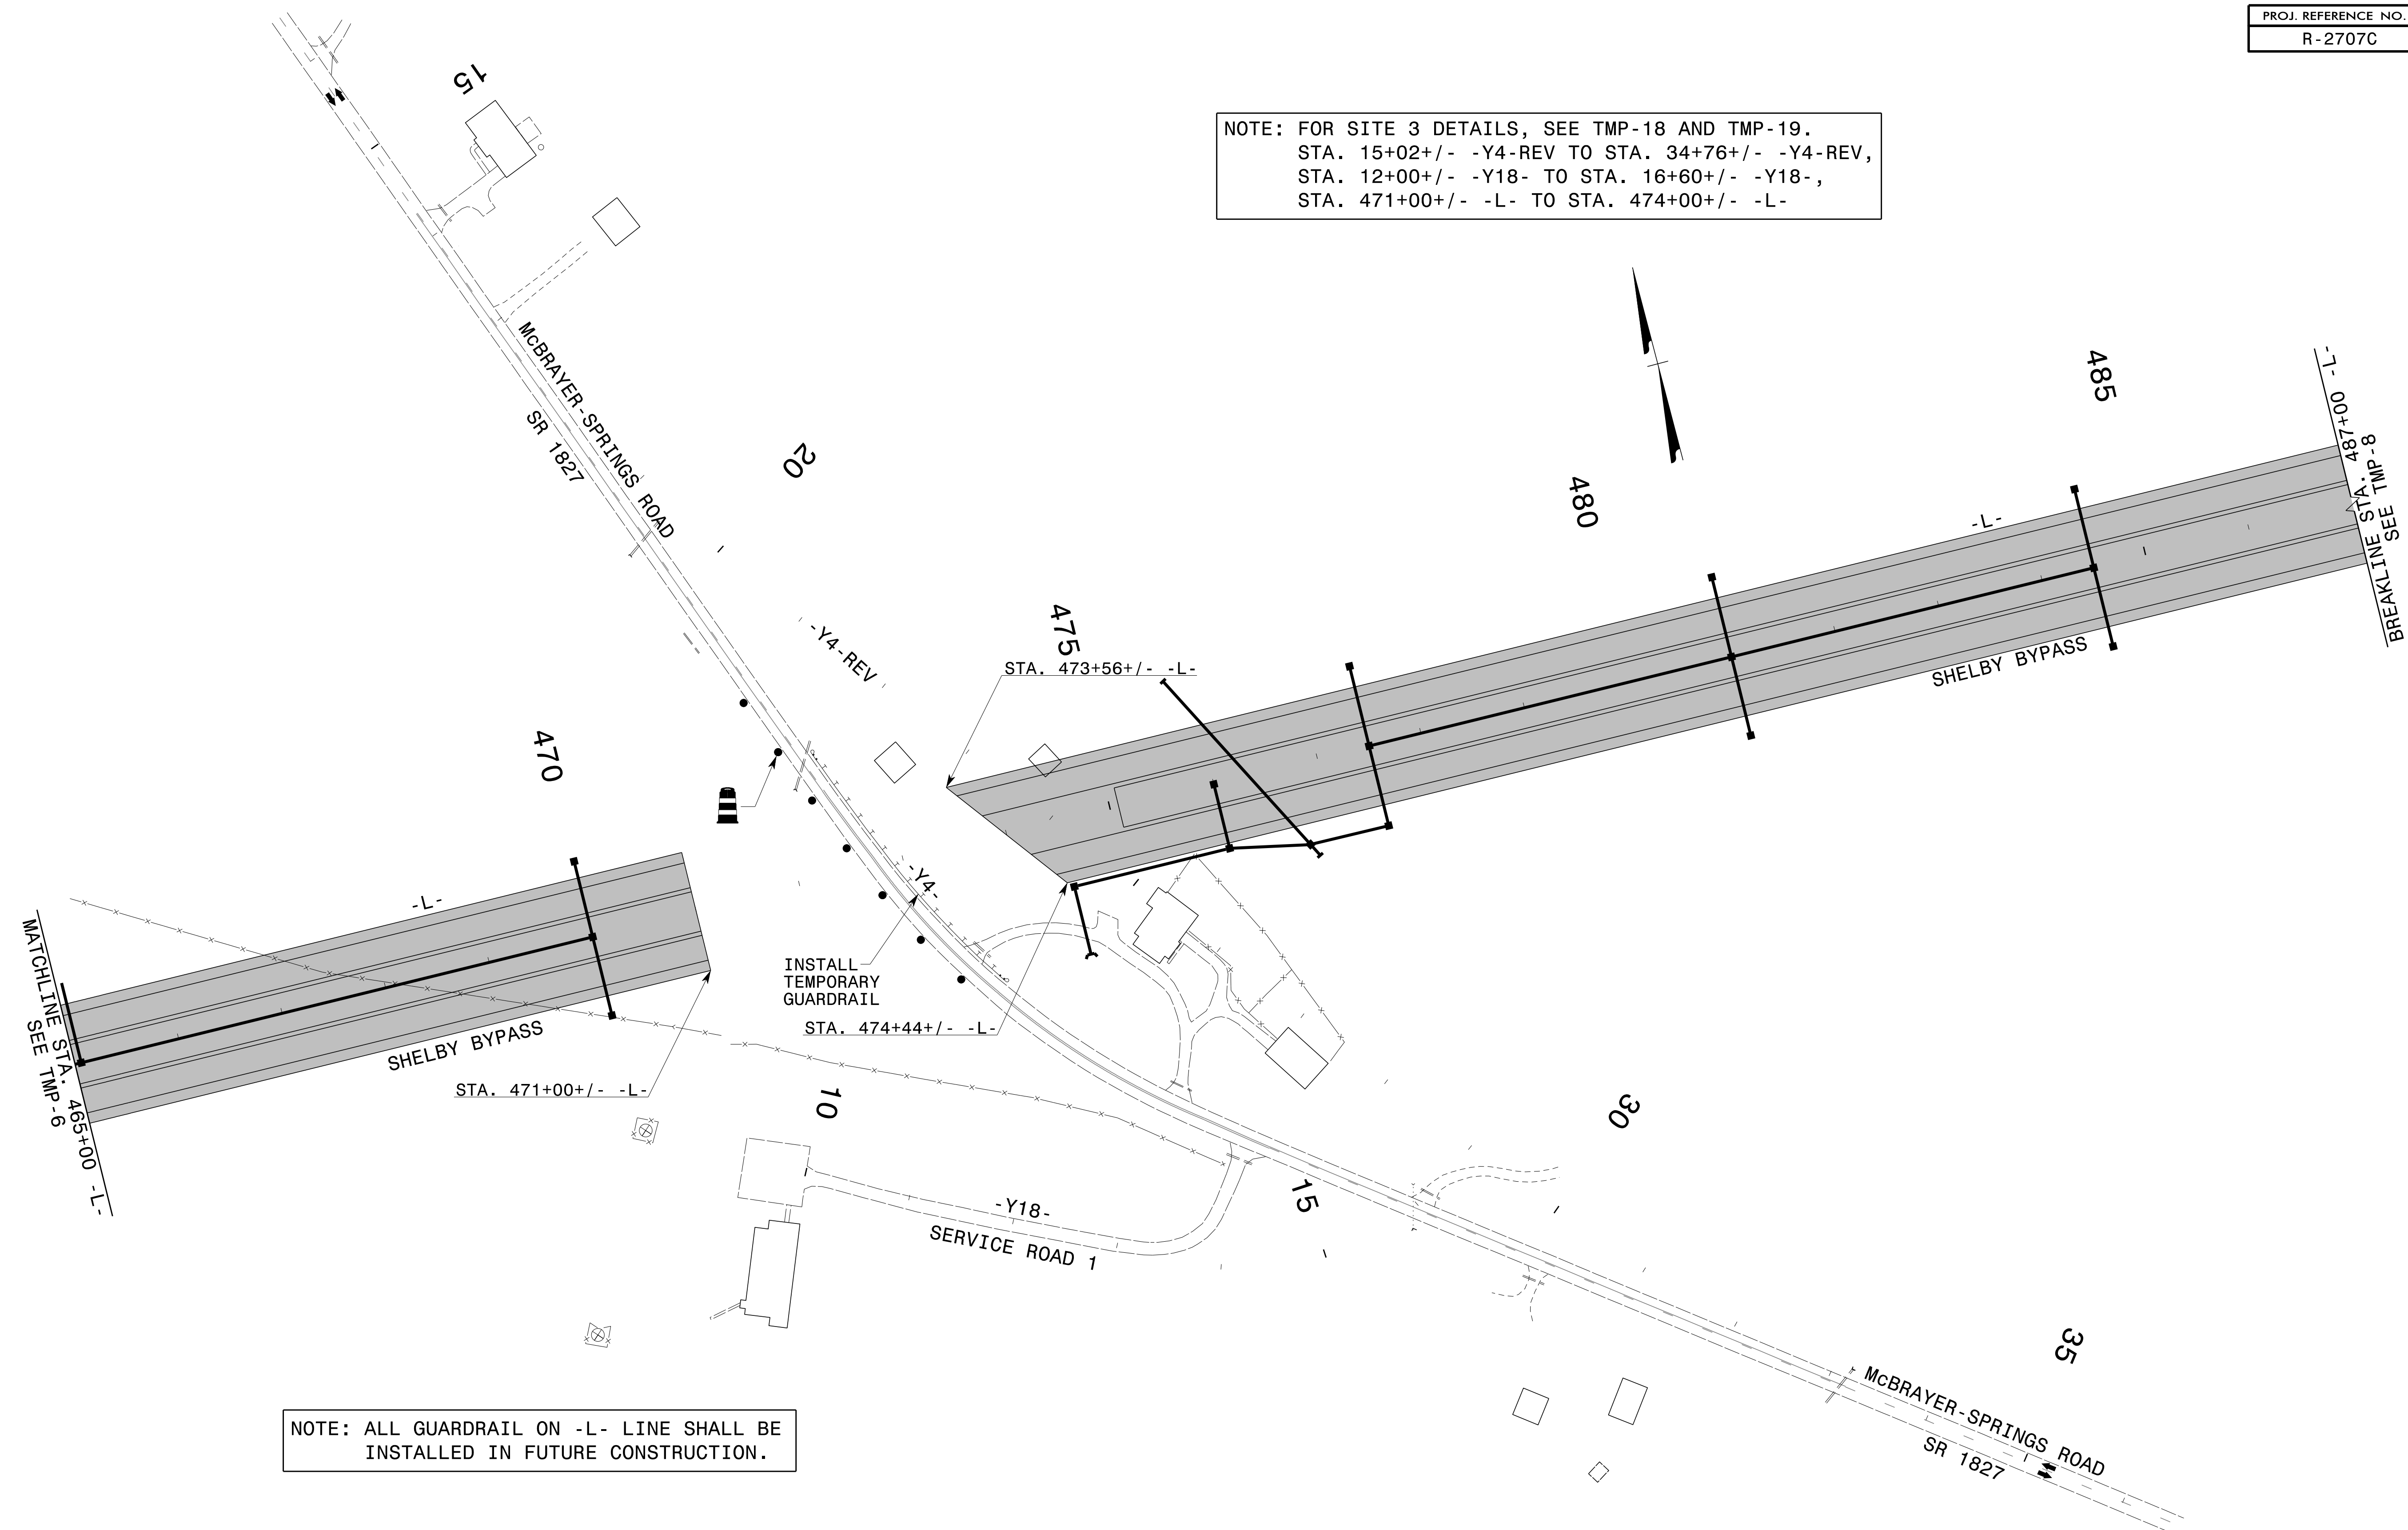 PROJ. REFERENCE NO.
R-2707C
NOTE: FOR SITE 3 DETAILS, SEE TMP-18 AND TMP-19.
STA. 15+02+/- -Y4-REV TO STA. 34+76+/- -Y4-REV,
STA. 12+00+/- -Y18- TO STA. 16+60+/- -Y18-,
STA. 471+00+/- -L- TO STA. 474+00+/- -L-
15
McBRAYER-SPRINGS ROAD
SR 1827
20
-Y4-REV
475
480
485
-L-
BREAKLINE STA. 487+00 -L-
SEE TMP-8
SHELBY BYPASS
STA. 473+56+/- -L-
470
-L-
-Y4-
MATCHLINE STA. 465+00 -L-
SEE TMP-6
SHELBY BYPASS
INSTALL
TEMPORARY
GUARDRAIL
STA. 474+44+/- -L-
STA. 471+00+/- -L-
10
-Y18-
SERVICE ROAD 1
15
30
35
McBRAYER-SPRINGS ROAD
SR 1827
NOTE: ALL GUARDRAIL ON -L- LINE SHALL BE
INSTALLED IN FUTURE CONSTRUCTION.